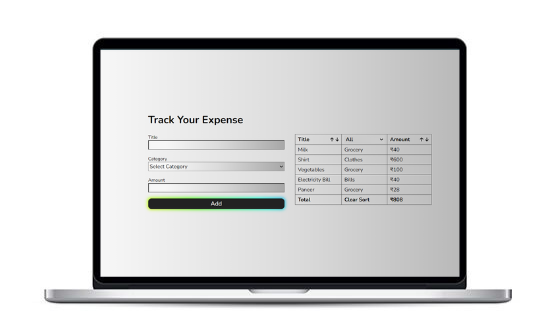 Track Your Expense
Title
Category
Select Category
Amount
Add
Title All Amount
Milk Grocery ₹40
Shirt Clothes ₹600
Vegetables Grocery ₹100
Electricity Bill Bills ₹40
Paneer Grocery ₹28
Total Clear Sort ₹808